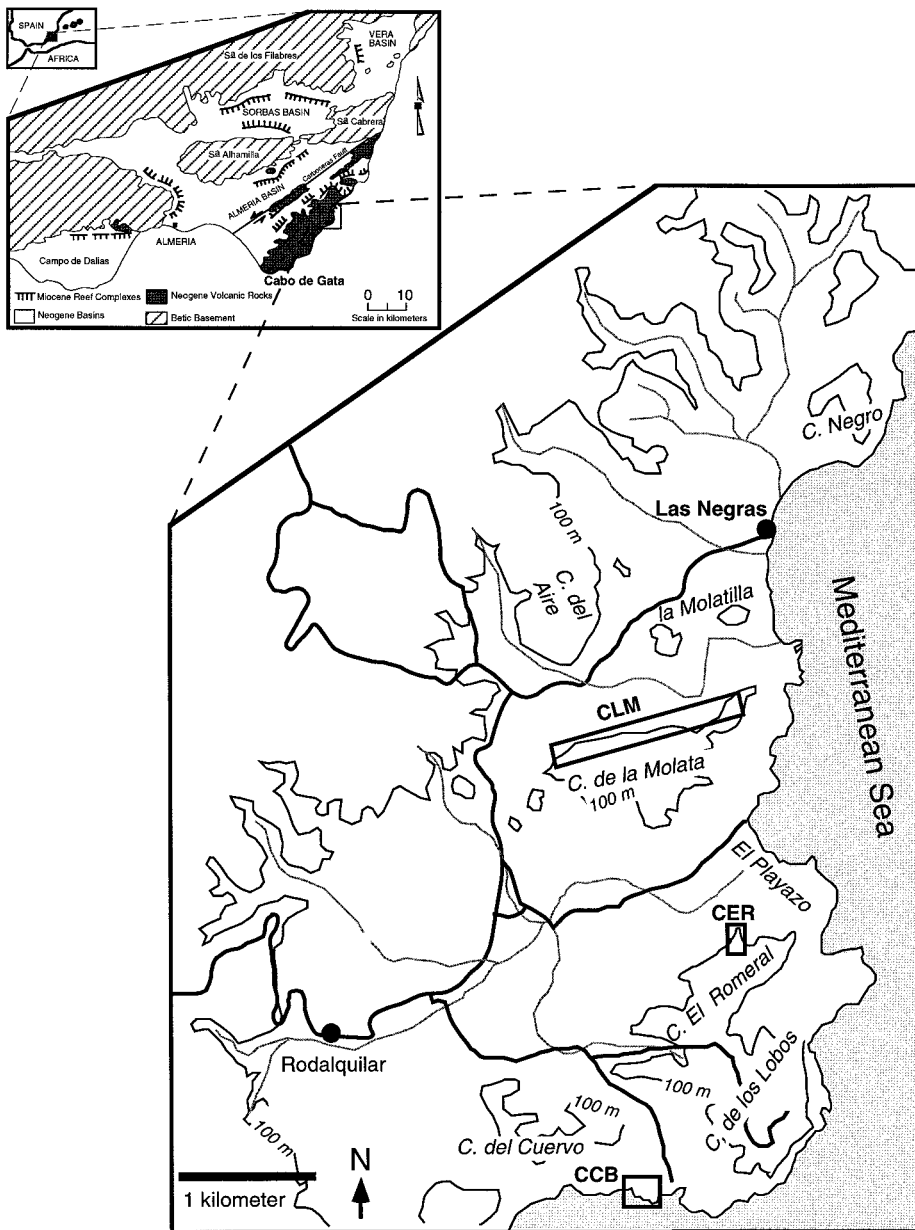 SPAIN
AFRICA
VERA
BASIN
Sa de los Filabres
SORBAS BASIN
Sa Cabrera
Sa Alhamilla
Carboneras Fault
ALMERIA BASIN
ALMERIA
Campo de Dalias
Cabo de Gata
Miocene Reef Complexes
Neogene Volcanic Rocks
Neogene Basins
Betic Basement
0 10
Scale in kilometers
C. Negro
Las Negras
100 m
C. del
Aire
la Molatilla
Mediterranean Sea
CLM
C. de la Molata
100 m
El Playazo
CER
C. El Romeral
Rodalquilar
C. de los Lobos
100 m
100 m
C. del Cuervo
100 m
CCB
N
1 kilometer